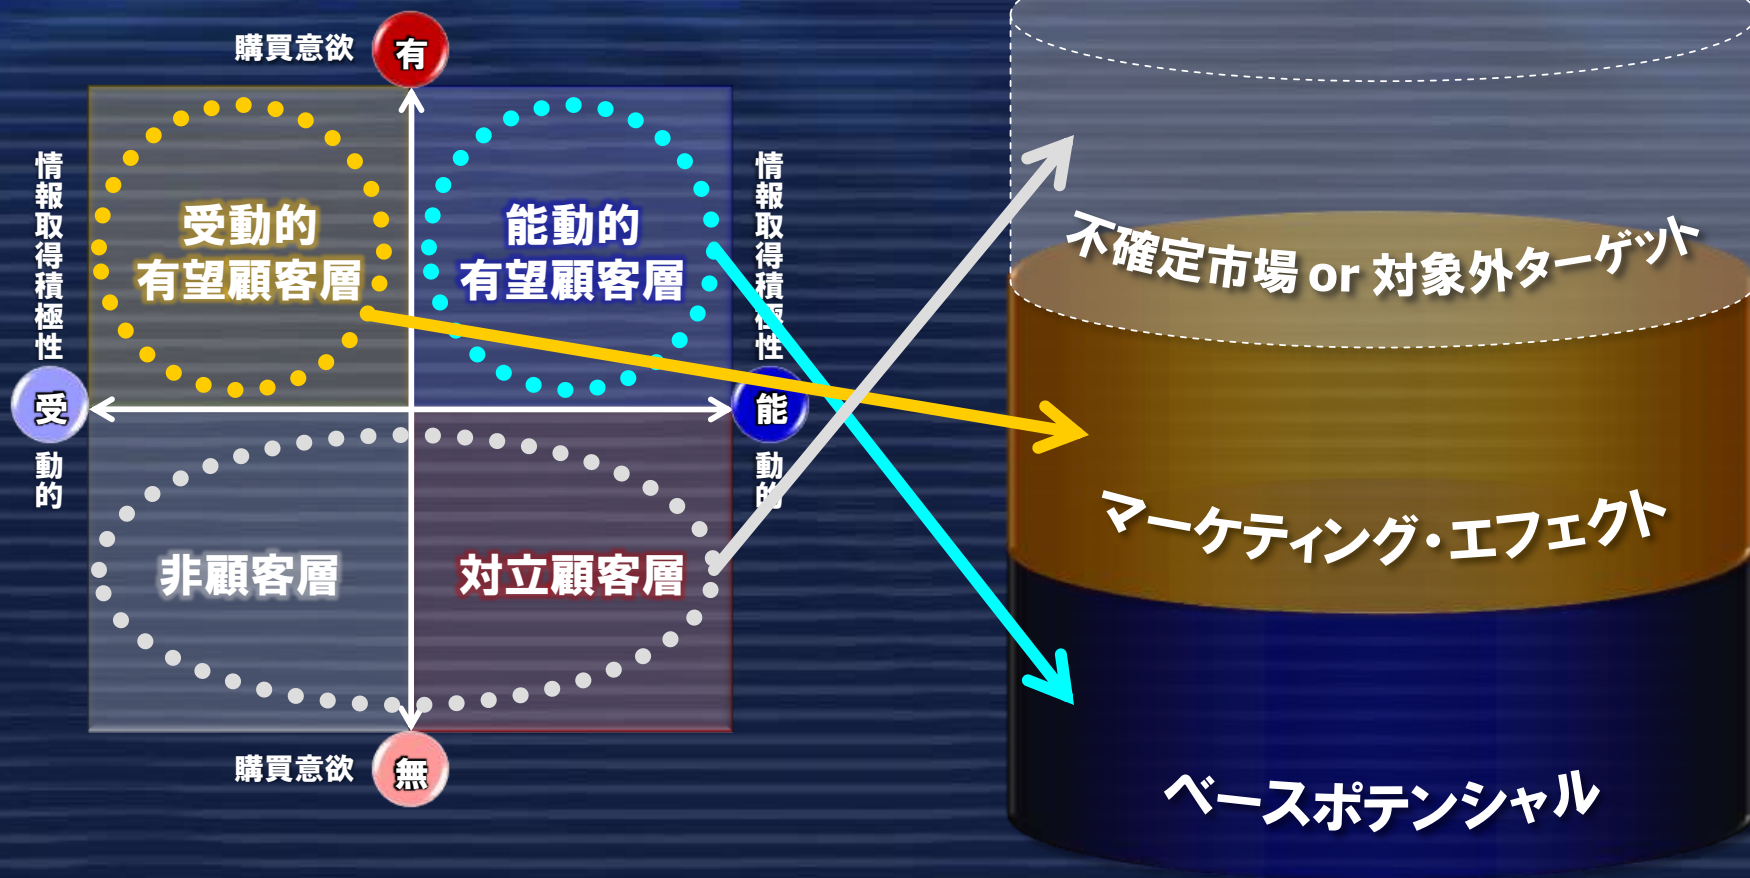 購買意欲
有
情報取得積極性
受
動的
受動的
有望顧客層
能動的
有望顧客層
情報取得積極性
能
動的
非顧客層
対立顧客層
購買意欲
無
不確定市場 or 対象外ターゲット
マーケティング・エフェクト
ベースポテンシャル